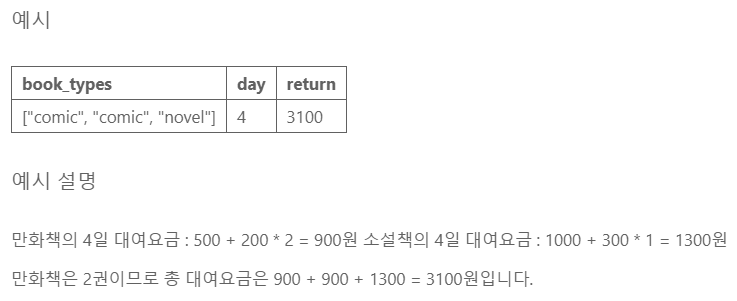 예시
book_types day return
["comic", "comic", "novel"] 4 3100
예시 설명
만화책의 4일 대여요금 : 500 + 200 * 2 = 900원 소설책의 4일 대여요금 : 1000 + 300 * 1 = 1300원
만화책은 2권이므로 총 대여요금은 900 + 900 + 1300 = 3100원입니다.